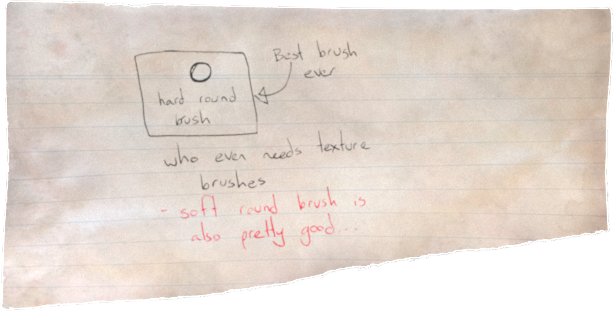 Best brush
ever
hard round
brush
who even needs texture
brushes
- soft round brush is
also pretty good...